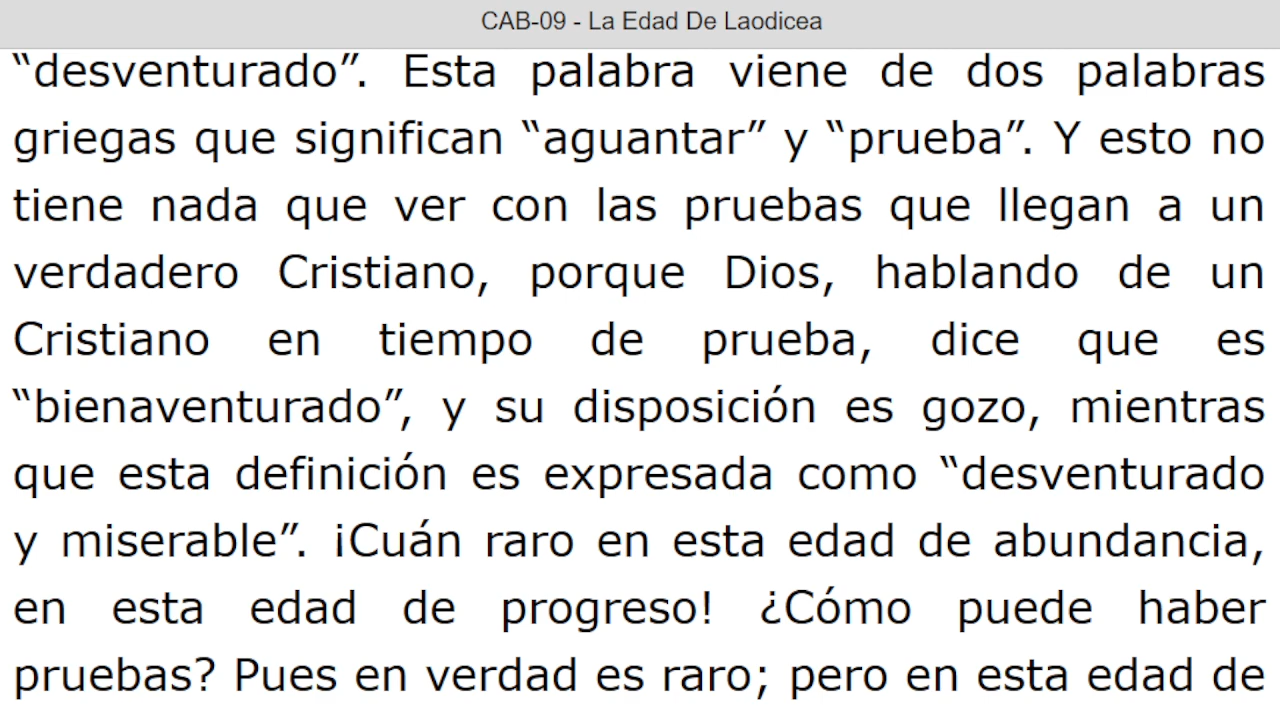 CAB-09 - La Edad De Laodicea
“desventurado”. Esta palabra viene de dos palabras
griegas que significan “aguantar” y “prueba”. Y esto no
tiene nada que ver con las pruebas que llegan a un
verdadero Cristiano, porque Dios, hablando de un
Cristiano en tiempo de prueba, dice que es
“bienaventurado”, y su disposición es gozo, mientras
que esta definición es expresada como “desventurado
y miserable”. ¡Cuán raro en esta edad de abundancia,
en esta edad de progreso! ¿Cómo puede haber
pruebas? Pues en verdad es raro; pero en esta edad de